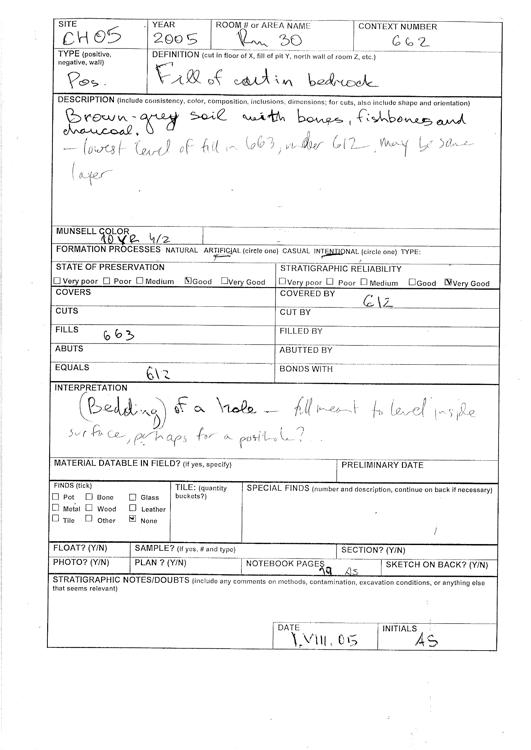 SITE YEAR ROOM # or AREA NAME CONTEXT NUMBER
CH05 2005 Rm 30 662
TYPE (positive, negative, wall) DEFINITION (cut in floor of X, fill of pit Y, north wall of room Z, etc.)
Pos. Fill of cut in bedrock
DESCRIPTION (include consistency, color, composition, inclusions, dimensions; for cuts, also include shape and orientation)
Brown-grey soil with bones, fishbones and
charcoal.
- lowest level of fill in 663, under 612, may be same
layer
MUNSELL COLOR
10 YR 4/2
FORMATION PROCESSES NATURAL ARTIFICIAL (circle one) CASUAL INTENTIONAL (circle one) TYPE:
STATE OF PRESERVATION STRATIGRAPHIC RELIABILITY
Very poor Poor Medium Good Very Good Very poor Poor Medium Good Very Good
COVERS COVERED BY 612
CUTS CUT BY
FILLS 663 FILLED BY
ABUTS ABUTTED BY
EQUALS 612 BONDS WITH
INTERPRETATION
(Bedding) of a hole - fill meant to level
surface, perhaps for a posthole?
MATERIAL DATABLE IN FIELD? (if yes, specify) PRELIMINARY DATE
FINDS (tick) TILE: (quantity buckets?) SPECIAL FINDS (number and description, continue on back if necessary)
Pot Bone Glass
Metal Wood Leather
Tile Other None
FLOAT? (Y/N) SAMPLE? (if yes, # and type) SECTION? (Y/N)
PHOTO? (Y/N) PLAN ? (Y/N) NOTEBOOK PAGES 29 AS SKETCH ON BACK? (Y/N)
STRATIGRAPHIC NOTES/DOUBTS (include any comments on methods, contamination, excavation conditions, or anything else
that seems relevant)
DATE INITIALS
1.VIII.05 AS